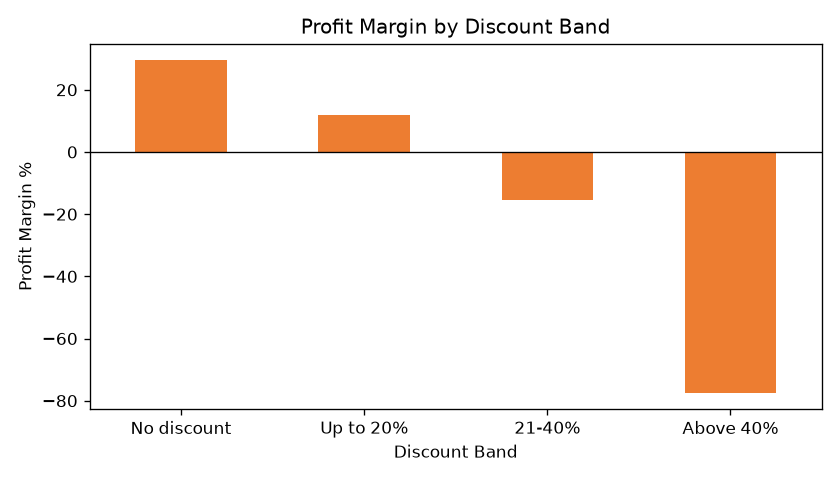 Profit Margin by Discount Band
Profit Margin %
20
0
−20
−40
−60
−80
No discount
Up to 20%
21-40%
Above 40%
Discount Band